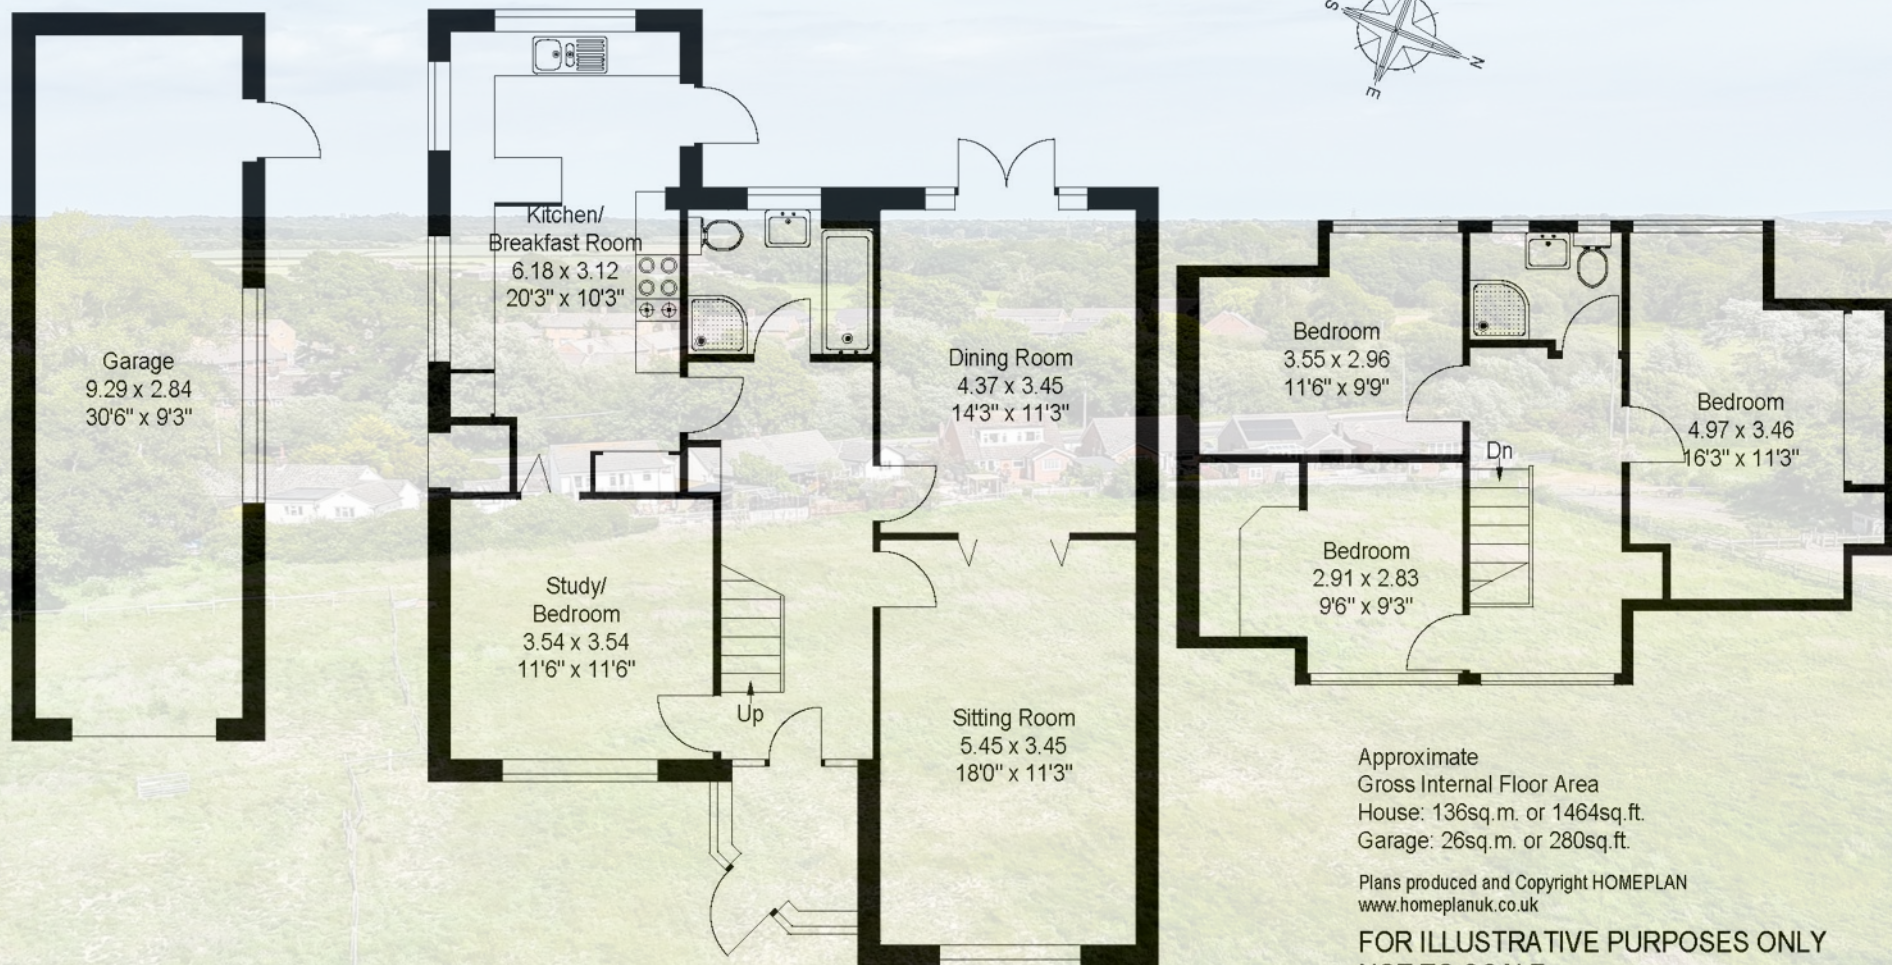 S
N
E
Kitchen/
Breakfast Room
6.18 x 3.12
20'3" x 10'3"
Garage
9.29 x 2.84
30'6" x 9'3"
Dining Room
4.37 x 3.45
14'3" x 11'3"
Bedroom
3.55 x 2.96
11'6" x 9'9"
Bedroom
4.97 x 3.46
16'3" x 11'3"
Dn
Bedroom
2.91 x 2.83
9'6" x 9'3"
Study/
Bedroom
3.54 x 3.54
11'6" x 11'6"
Up
Sitting Room
5.45 x 3.45
18'0" x 11'3"
Approximate
Gross Internal Floor Area
House: 136sq.m. or 1464sq.ft.
Garage: 26sq.m. or 280sq.ft.
Plans produced and Copyright HOMEPLAN
www.homeplanuk.co.uk
FOR ILLUSTRATIVE PURPOSES ONLY